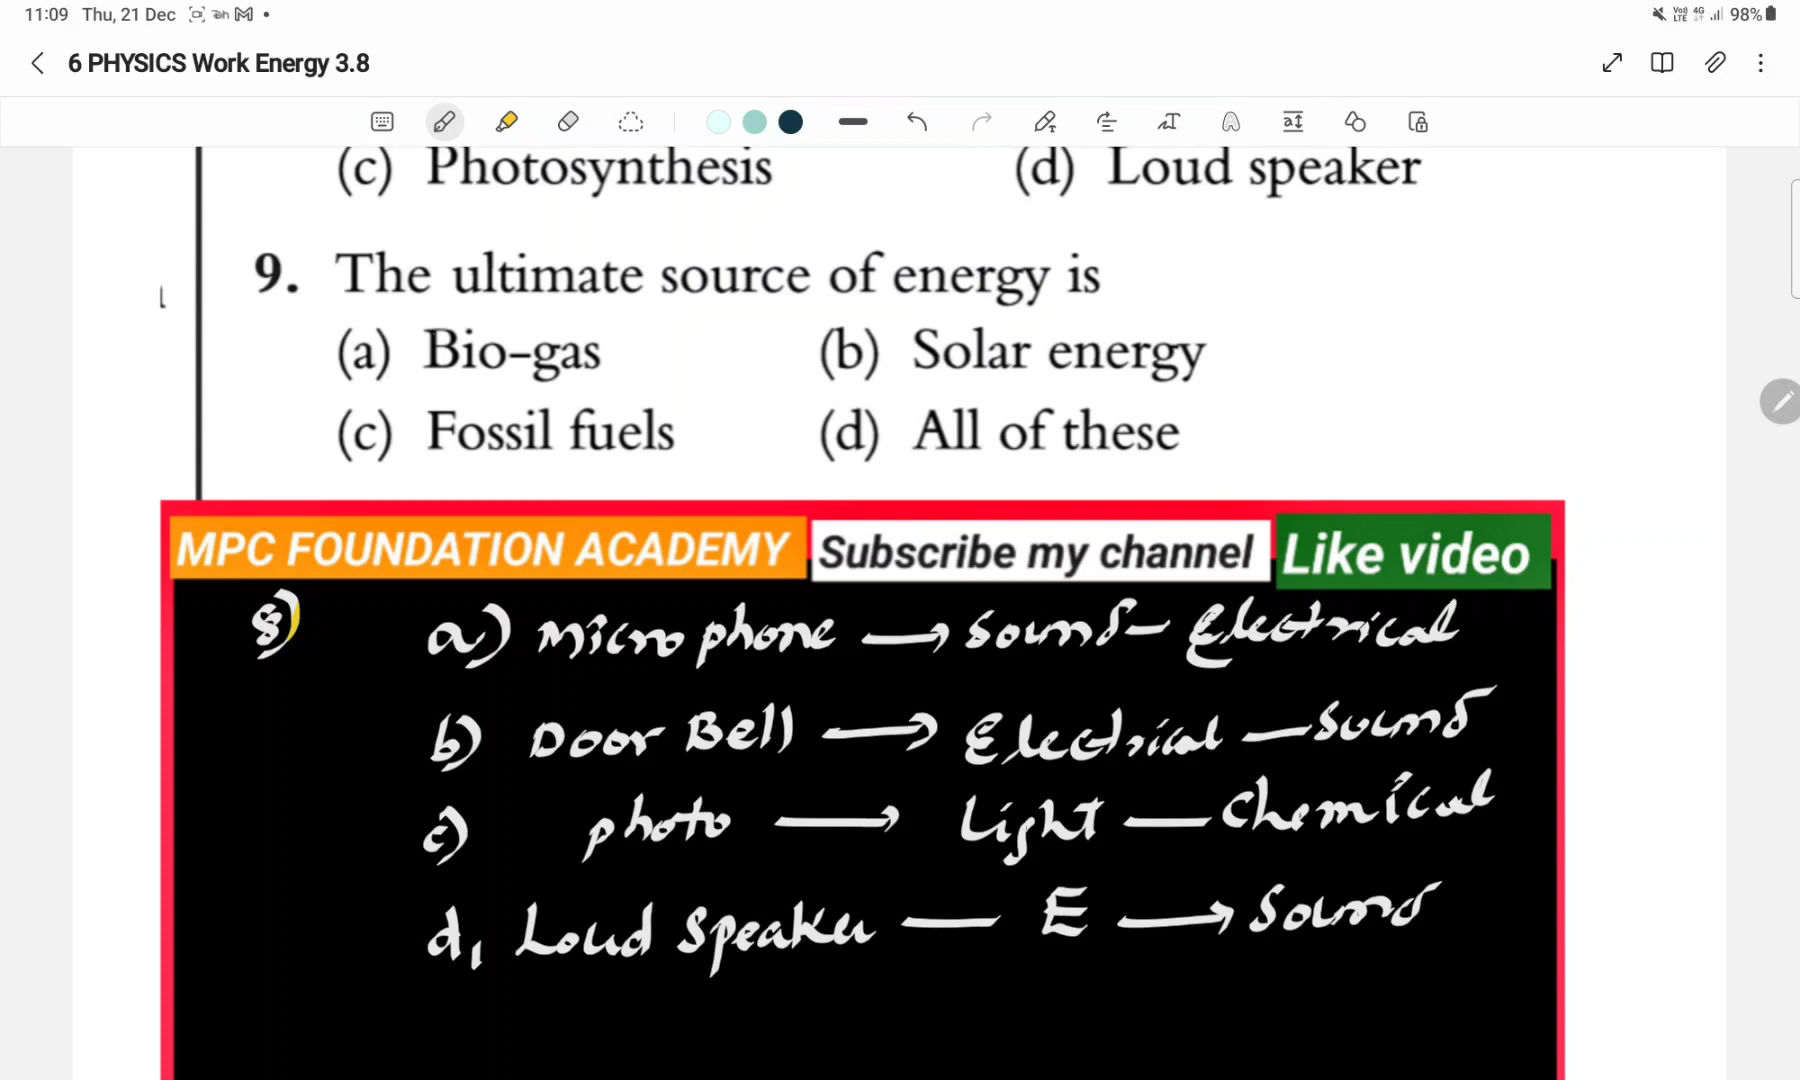 11:09 Thu, 21 Dec
98%
6 PHYSICS Work Energy 3.8
(c) Photosynthesis (d) Loud speaker
9. The ultimate source of energy is
(a) Bio-gas (b) Solar energy
(c) Fossil fuels (d) All of these
MPC FOUNDATION ACADEMY Subscribe my channel Like video
8) a) Microphone → Sound - Electrical
b) Door Bell → Electrical - Sound
c) photo → Light - Chemical
d, Loud Speaker - E → Sound